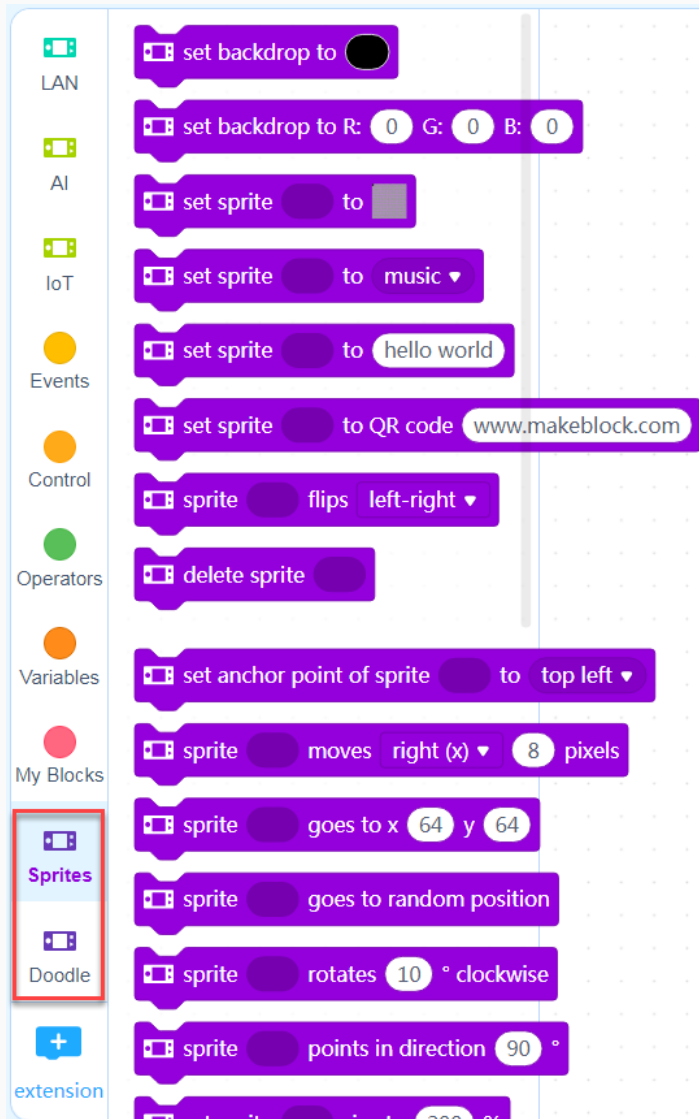 LAN
AI
IoT
Events
Control
Operators
Variables
My Blocks
Sprites
Doodle
extension
set backdrop to
set backdrop to R: 0 G: 0 B: 0
set sprite to
set sprite to music
set sprite to hello world
set sprite to QR code www.makeblock.com
sprite flips left-right
delete sprite
set anchor point of sprite to top left
sprite moves right (x) 8 pixels
sprite goes to x 64 y 64
sprite goes to random position
sprite rotates 10 ° clockwise
sprite points in direction 90 °